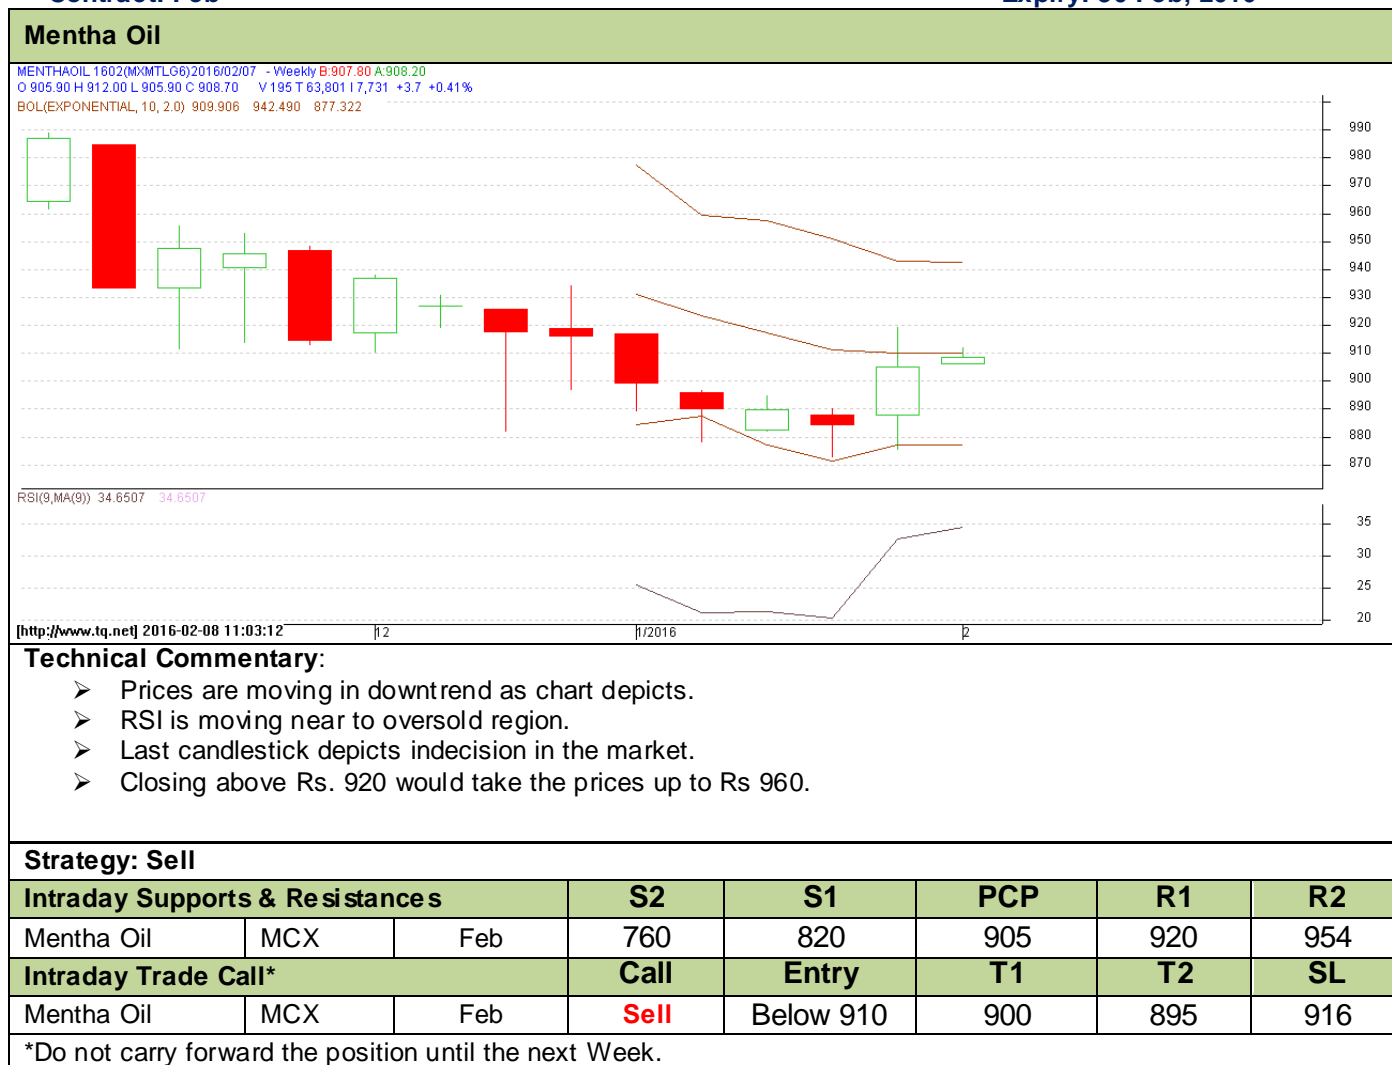 Mentha Oil
MENTHAOIL 1602(MXMTLG6)2016/02/07 - Weekly B:907.80 A:908.20
O 905.90 H 912.00 L 905.90 C 908.70 V 195 T 63,801 I 7,731 +3.7 +0.41%
BOL(EXPONENTIAL, 10, 2.0) 909.906 942.490 877.322
990
980
970
960
950
940
930
920
910
900
890
880
870
RSI(9,MA(9)) 34.6507 34.6507
35
30
25
20
[http://www.tq.net] 2016-02-08 11:03:12 12 1/2016 2
Technical Commentary:
➢ Prices are moving in downtrend as chart depicts.
➢ RSI is moving near to oversold region.
➢ Last candlestick depicts indecision in the market.
➢ Closing above Rs. 920 would take the prices up to Rs 960.
Strategy: Sell
Intraday Supports & Resistances S2 S1 PCP R1 R2
Mentha Oil MCX Feb 760 820 905 920 954
Intraday Trade Call* Call Entry T1 T2 SL
Mentha Oil MCX Feb Sell Below 910 900 895 916
*Do not carry forward the position until the next Week.